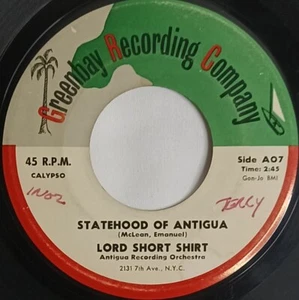 Greenbay Recording Company
45 R.P.M.
CALYPSO
Side A07
Time: 2:45
Gon-Jo BMI
STATEHOOD OF ANTIGUA
(McLean, Emanuel)
LORD SHORT SHIRT
Antigua Recording Orchestra
2131 7th Ave., N.Y.C.